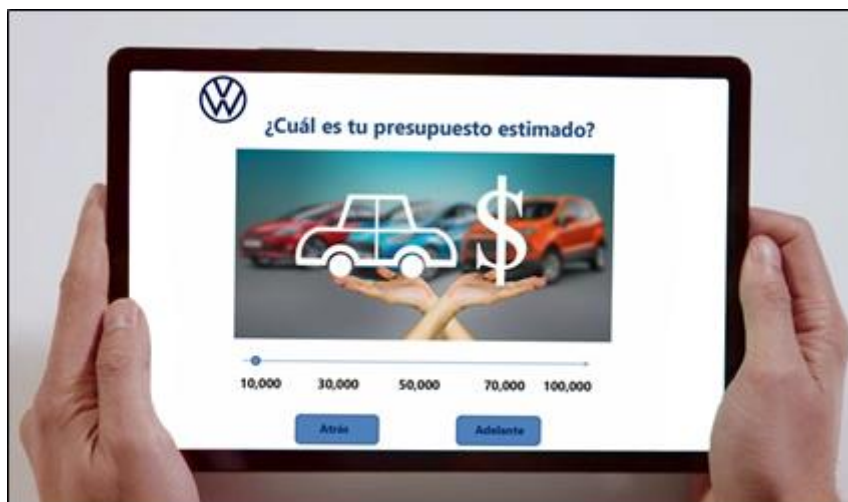 ¿Cuál es tu presupuesto estimado?
$
10,000 30,000 50,000 70,000 100,000
Atrás Adelante